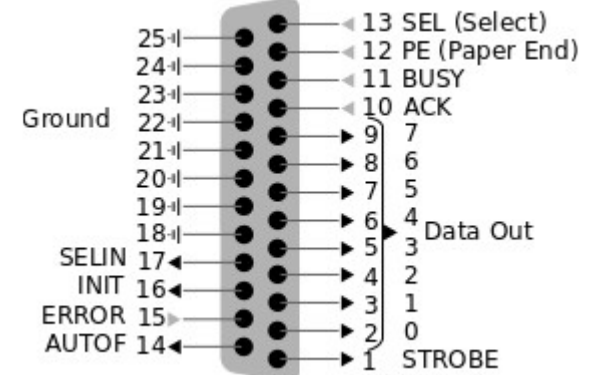 13 SEL (Select)
25
12 PE (Paper End)
24
11 BUSY
23
10 ACK
Ground
22
9 7
21
8 6
20
7 5
19
6 4
18
Data Out
5 3
SELIN 17
4 2
INIT 16
3 1
ERROR 15
2 0
AUTOF 14
1 STROBE